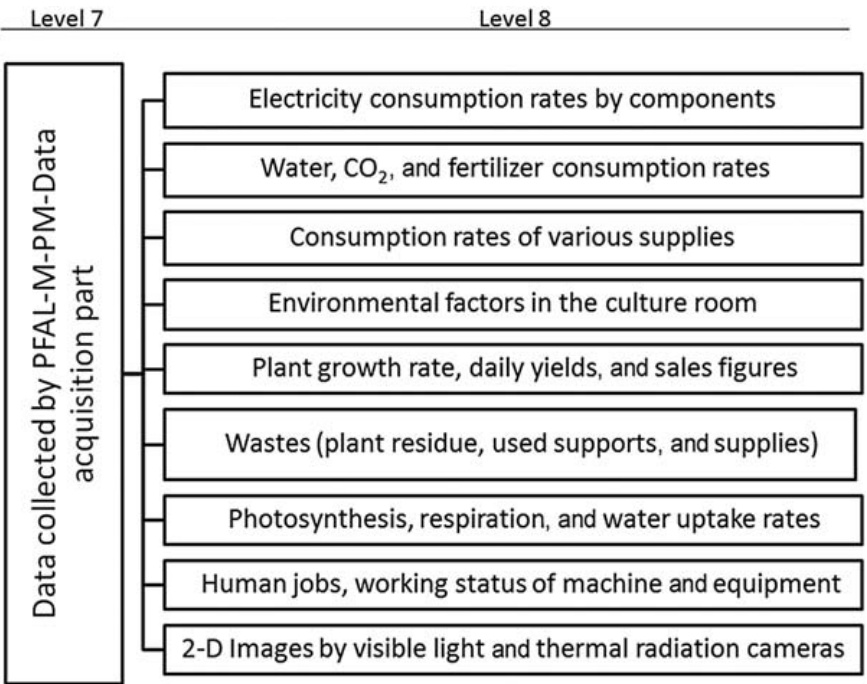 Level 7
Level 8
Data collected by PFAL-M-PM-Data
acquisition part
Electricity consumption rates by components
Water, CO₂, and fertilizer consumption rates
Consumption rates of various supplies
Environmental factors in the culture room
Plant growth rate, daily yields, and sales figures
Wastes (plant residue, used supports, and supplies)
Photosynthesis, respiration, and water uptake rates
Human jobs, working status of machine and equipment
2-D Images by visible light and thermal radiation cameras